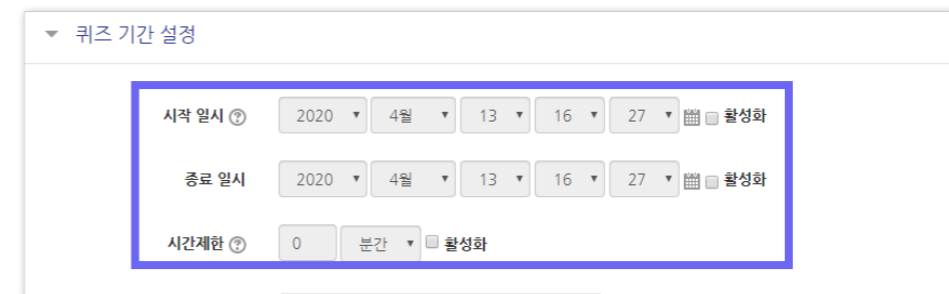 퀴즈 기간 설정
시작 일시 2020 4월 13 16 27 활성화
종료 일시 2020 4월 13 16 27 활성화
시간제한 0 분간 활성화